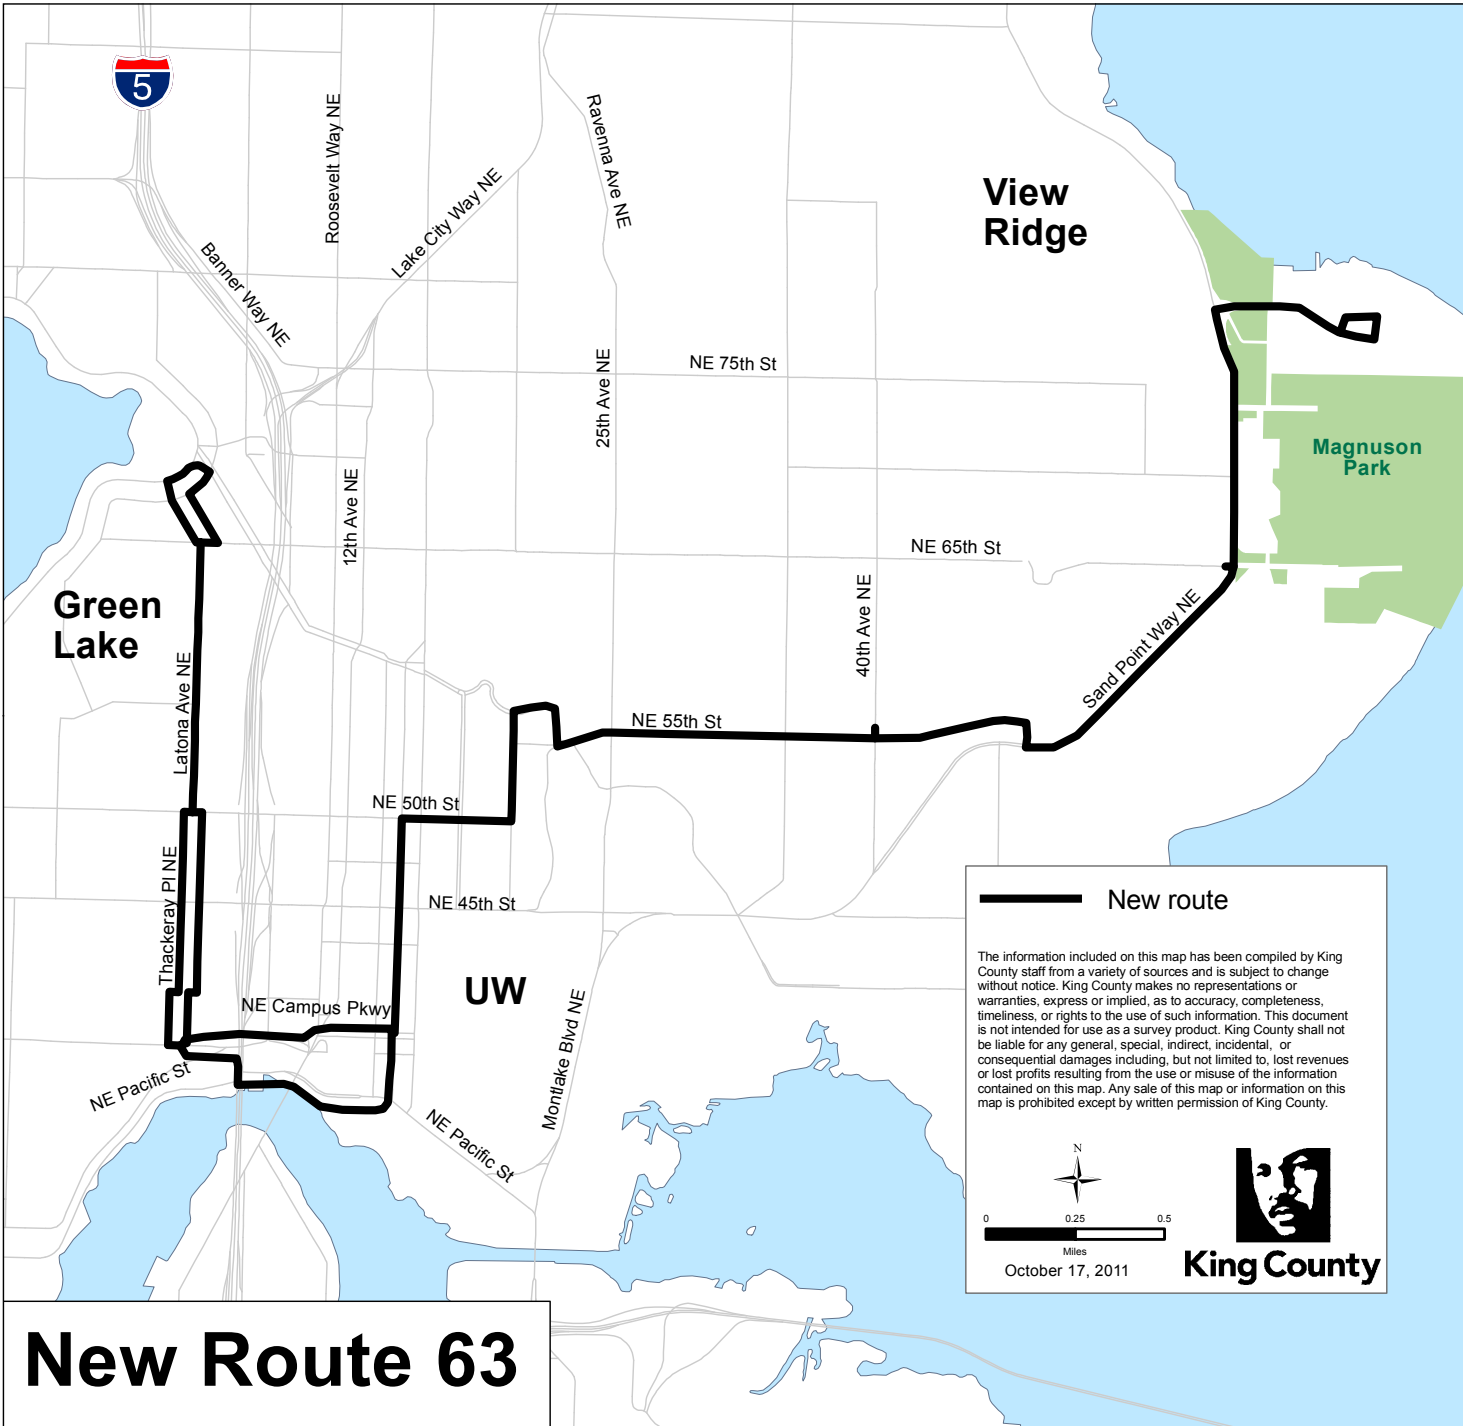 5
Roosevelt Way NE
Ravenna Ave NE
Lake City Way NE
Banner Way NE
View
Ridge
NE 75th St
25th Ave NE
12th Ave NE
Magnuson
Park
NE 65th St
40th Ave NE
Sand Point Way NE
Green
Lake
Latona Ave NE
NE 55th St
NE 50th St
Thackeray Pl NE
NE 45th St
UW
NE Campus Pkwy
NE Pacific St
Montlake Blvd NE
NE Pacific St
New route
The information included on this map has been compiled by King
County staff from a variety of sources and is subject to change
without notice. King County makes no representations or
warranties, express or implied, as to accuracy, completeness,
timeliness, or rights to the use of such information. This document
is not intended for use as a survey product. King County shall not
be liable for any general, special, indirect, incidental, or
consequential damages including, but not limited to, lost revenues
or lost profits resulting from the use or misuse of the information
contained on this map. Any sale of this map or information on this
map is prohibited except by written permission of King County.
N
0 0.25 0.5
Miles
October 17, 2011
King County
New Route 63